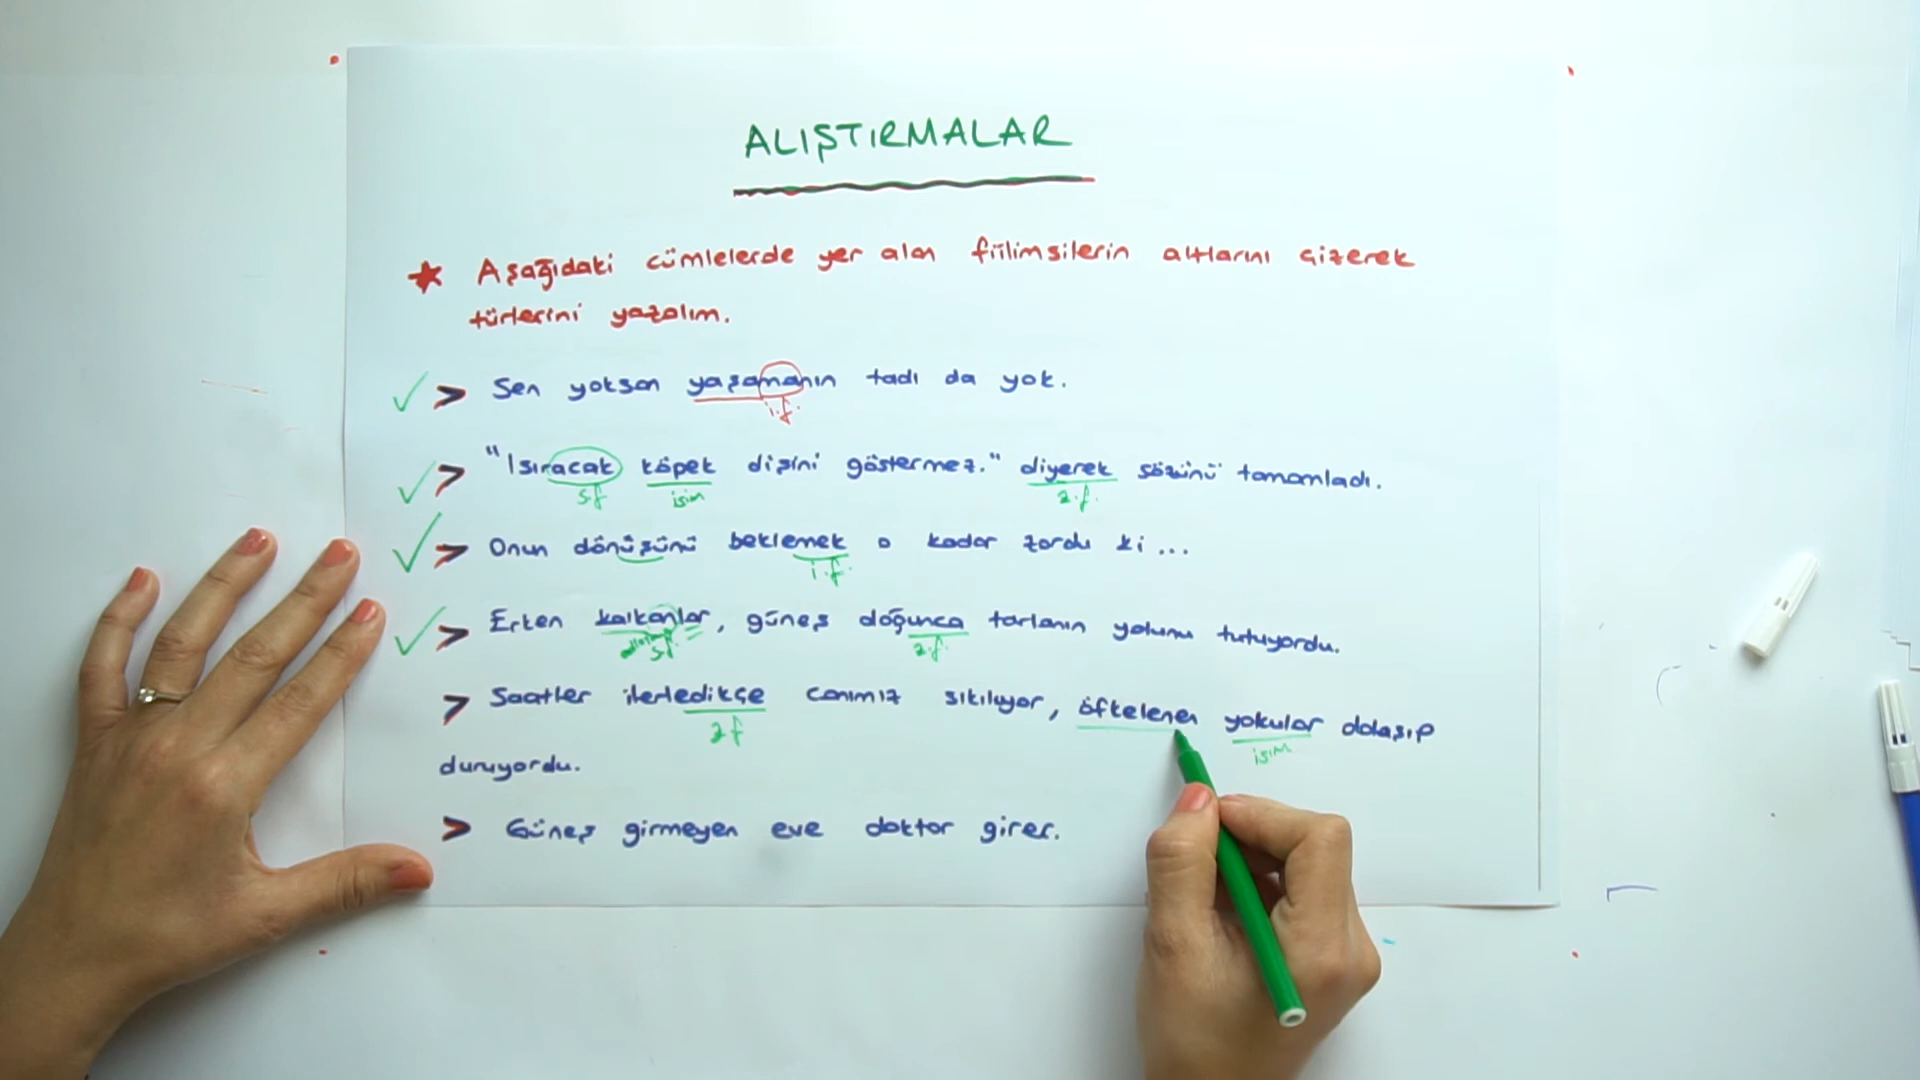 ALIŞTIRMALAR
★ Aşağıdaki cümlelerde yer alan fiilimsilerin altlarını çizerek
türlerini yazalım.
✓ > Sen yoksan yaşamanın tadı da yok.
i.f.
✓ > "Isıracak köpek dişini göstermez." diyerek sözünü tamamladı.
s.f isim z.f.
✓ > Onun dönüşünü beklemek o kadar zordu ki ...
i.f.
✓ > Erken kalkanlar, güneş doğunca tarlanın yolunu tutuyordu.
s.f z.f.
> Saatler ilerledikçe canımız sıkılıyor, öfkelenen yokular dolaşıp
z.f isim
duruyordu.
> Güneş girmeyen eve doktor girer.